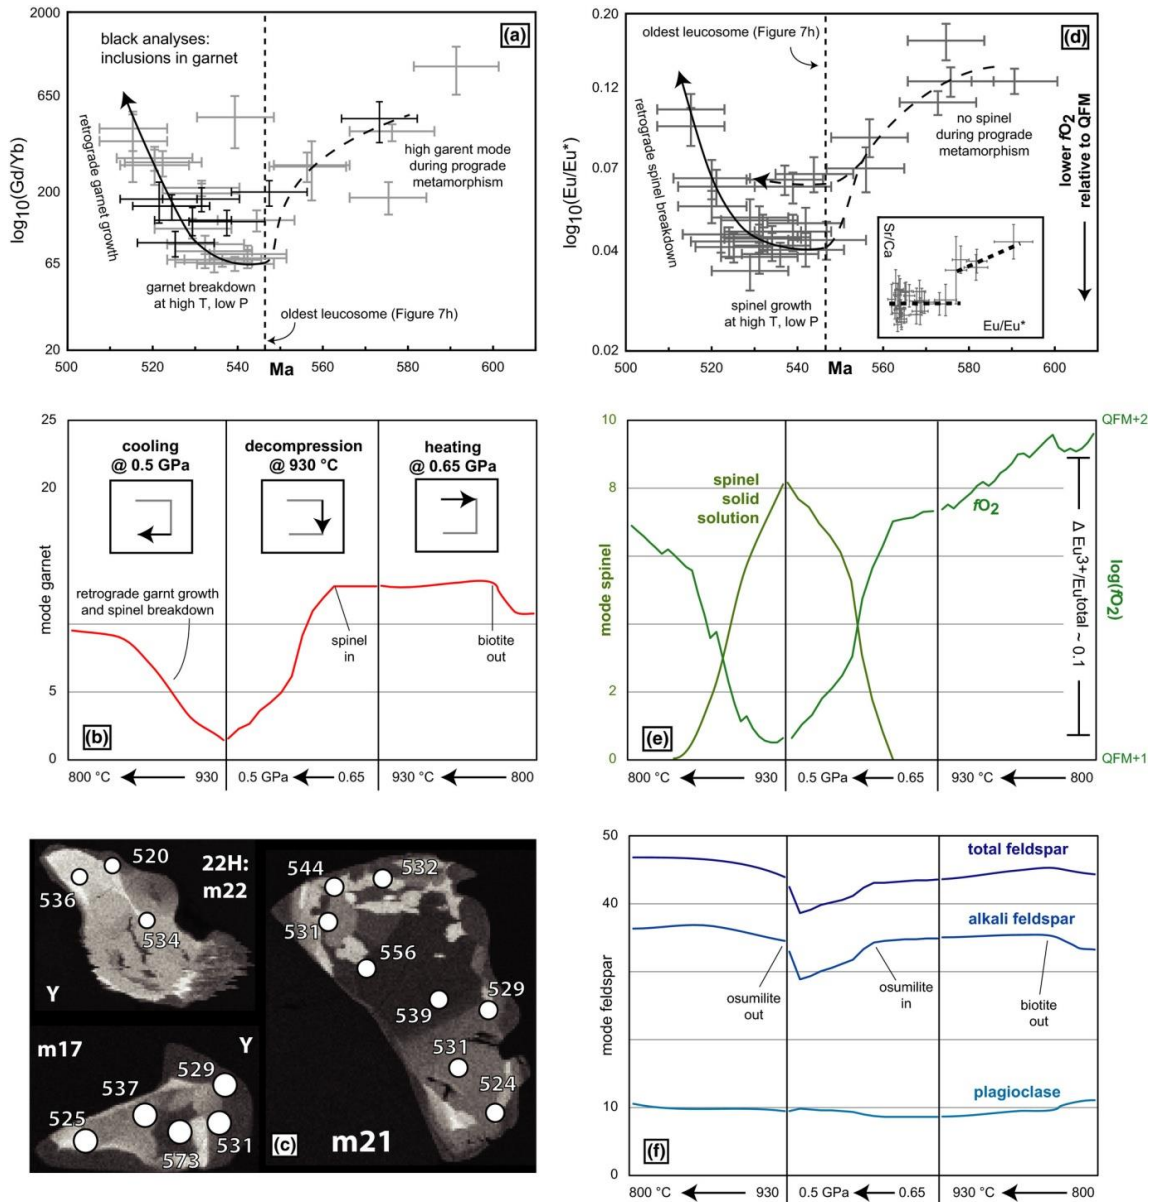 (a)
2000
650
200
65
20
log10(Gd/Yb)
black analyses:
inclusions in garnet
retrograde garnet growth
high garent mode
during prograde
metamorphism
garnet breakdown
at high T, low P
oldest leucosome (Figure 7h)
500
520
540
Ma
560
580
600
(d)
0.20
0.12
0.07
0.04
0.02
log10(Eu/Eu*)
oldest leucosome (Figure 7h)
retrograde spinel breakdown
no spinel
during prograde
metamorphism
lower fO2
relative to QFM
spinel growth
at high T, low P
Sr/Ca
Eu/Eu*
500
520
540
Ma
560
580
600
(b)
25
20
5
0
mode garnet
cooling
@ 0.5 GPa
decompression
@ 930 °C
heating
@ 0.65 GPa
retrograde garnt growth
and spinel breakdown
spinel
in
biotite
out
800 °C
930
0.5 GPa
0.65
930 °C
800
(e)
10
8
2
0
mode spinel
spinel
solid
solution
fO2
QFM+2
QFM+1
log(fO2)
Δ Eu3+/Eutotal ~ 0.1
800 °C
930
0.5 GPa
0.65
930 °C
800
(c)
22H:
m22
520
536
534
Y
m17
Y
529
537
525
573
531
m21
544
532
531
556
539
529
531
524
(f)
50
40
10
0
mode feldspar
total feldspar
alkali feldspar
osumilite
out
osumilite
in
biotite
out
plagioclase
800 °C
930
0.5 GPa
0.65
930 °C
800